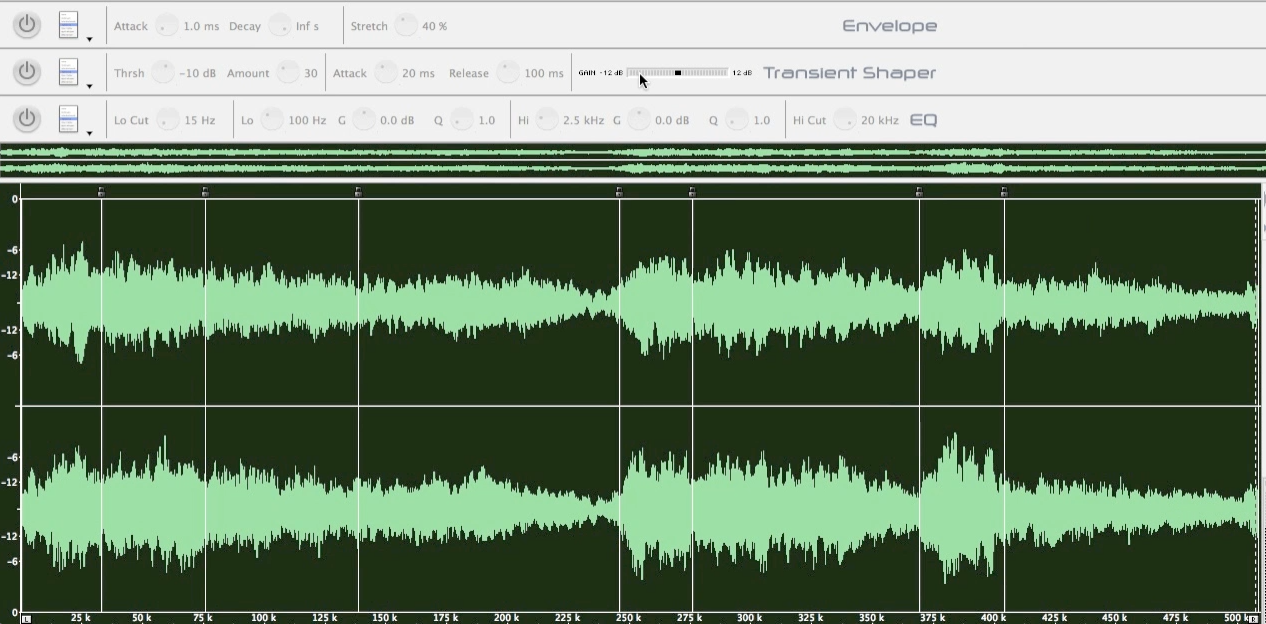 Attack 1.0 ms Decay Inf s Stretch 40 % Envelope
Thrsh -10 dB Amount 30 Attack 20 ms Release 100 ms GAIN -12 dB 12 dB Transient Shaper
Lo Cut 15 Hz Lo 100 Hz G 0.0 dB Q 1.0 Hi 2.5 kHz G 0.0 dB Q 1.0 Hi Cut 20 kHz EQ
0
-6
-12
-12
-6
-6
-12
-12
-6
0
L 25 k 50 k 75 k 100 k 125 k 150 k 175 k 200 k 225 k 250 k 275 k 300 k 325 k 350 k 375 k 400 k 425 k 450 k 475 k 500 k